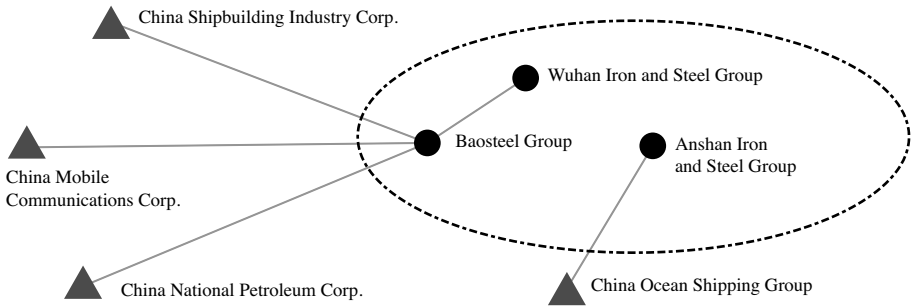 China Shipbuilding Industry Corp.
Wuhan Iron and Steel Group
Baosteel Group
Anshan Iron
and Steel Group
China Mobile
Communications Corp.
China National Petroleum Corp.
China Ocean Shipping Group